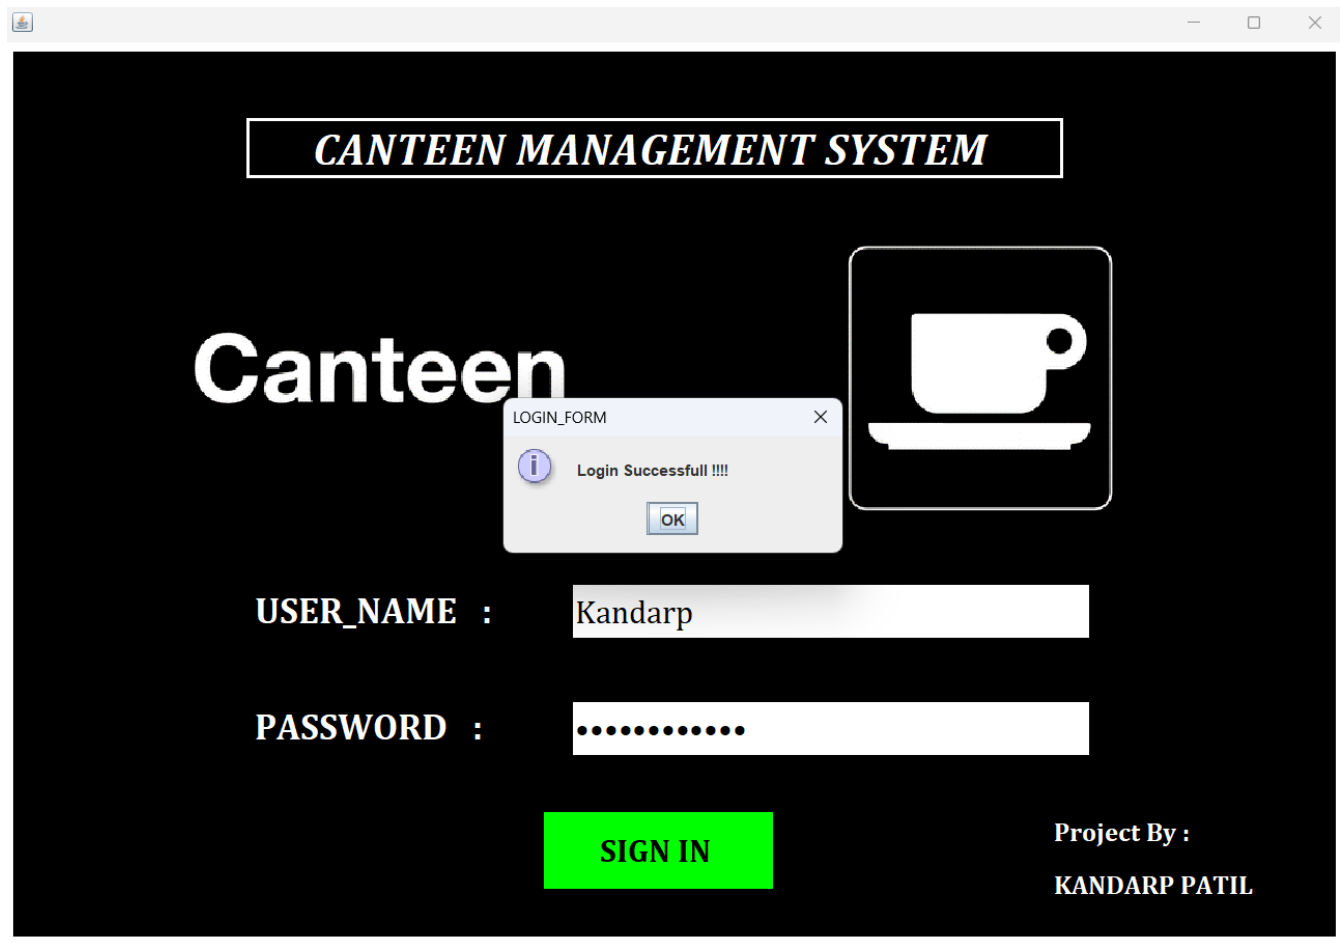 CANTEEN MANAGEMENT SYSTEM
Canteen
LOGIN_FORM
i
Login Successfull !!!!
OK
USER_NAME :
Kandarp
PASSWORD :
••••••••••••
SIGN IN
Project By :
KANDARP PATIL